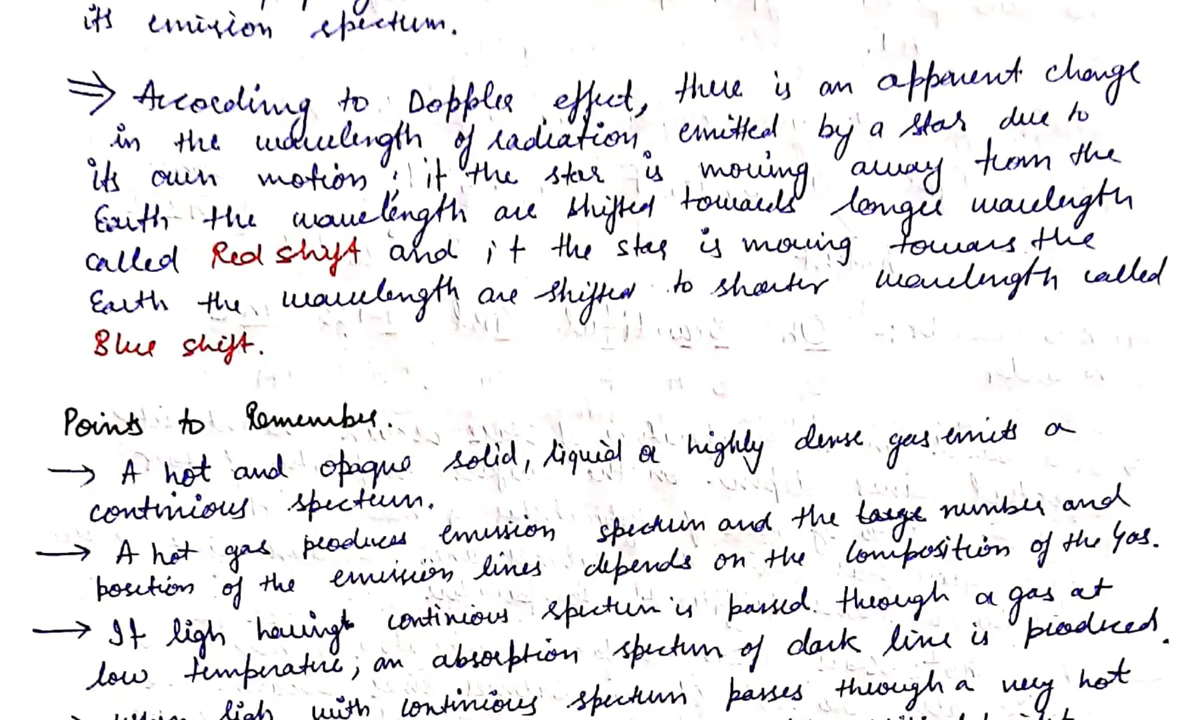 its emission spectrum.
⇒ According to Doppler effect, there is an apparent change
in the wavelength of radiation emitted by a star due to
its own motion; if the star is moving away from the
Earth the wavelength are shifted towards longer wavelength
called Red shift and if the star is moving towars the
Earth the wavelength are shifted to shorter wavelength called
Blue shift.
Points to Remember.
→ A hot and opaque solid, liquid or highly dense gas emits a
continious spectrum.
→ A hot gas produces emission spectrum and the large number and
position of the emission lines depends on the composition of the gas.
→ If ligh having continious spectrum is passed through a gas at
low temperature, an absorption spectrum of dark line is produced.
ligh with continious spectrum passes through a very hot